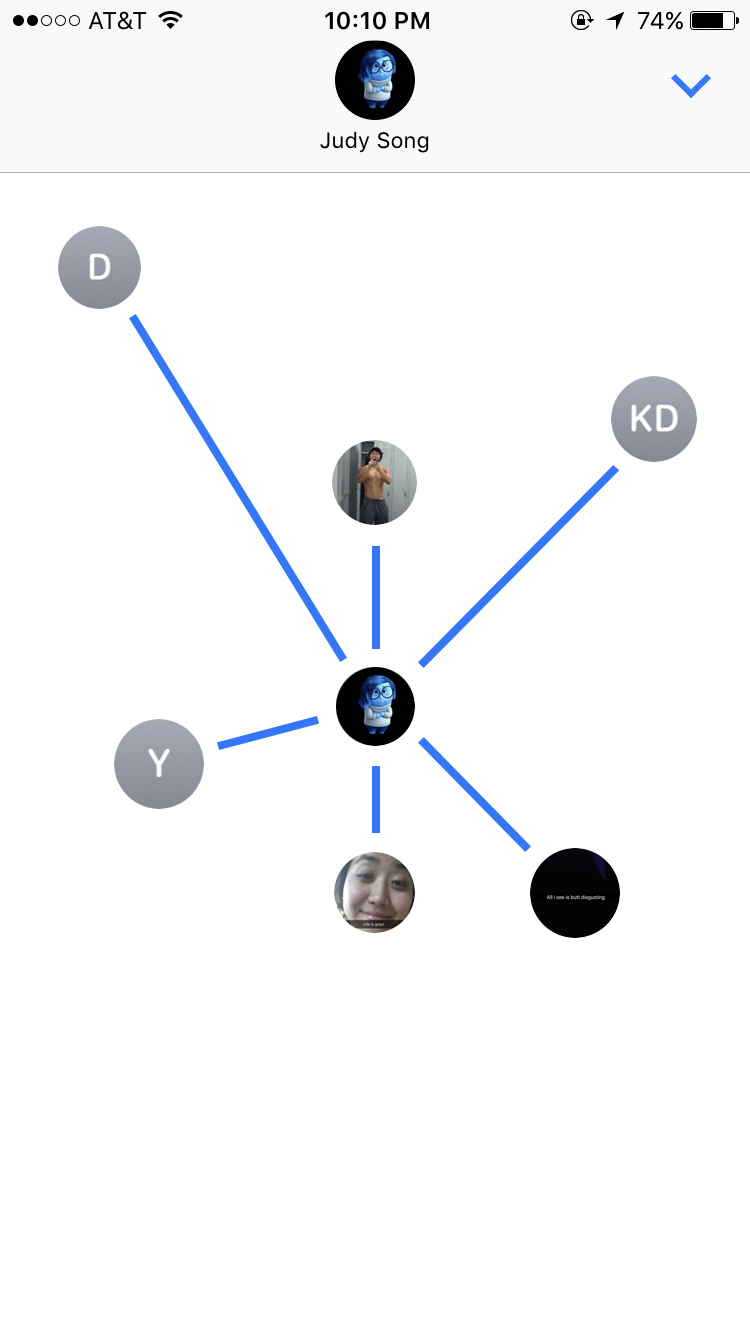 AT&T 10:10 PM 74%
Judy Song
D
KD
Y
All i see is butt disgusting
Life is great